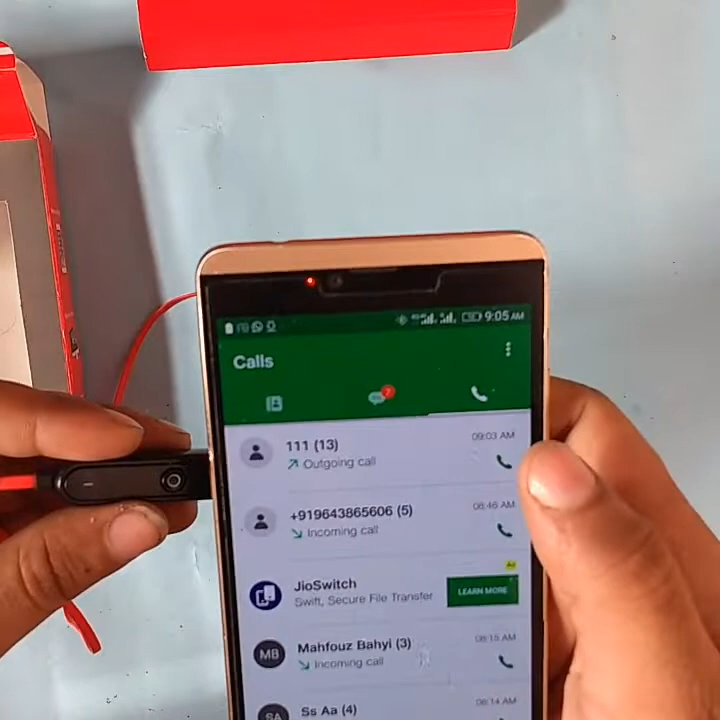 9:05 AM
Calls
7
111 (13)
09:03 AM
Outgoing call
+919643865606 (5)
08:46 AM
Incoming call
Ad
JioSwitch
Swift, Secure File Transfer
LEARN MORE
MB
Mahfouz Bahyi (3)
08:15 AM
Incoming call
SA
Ss Aa (4)
08:14 AM